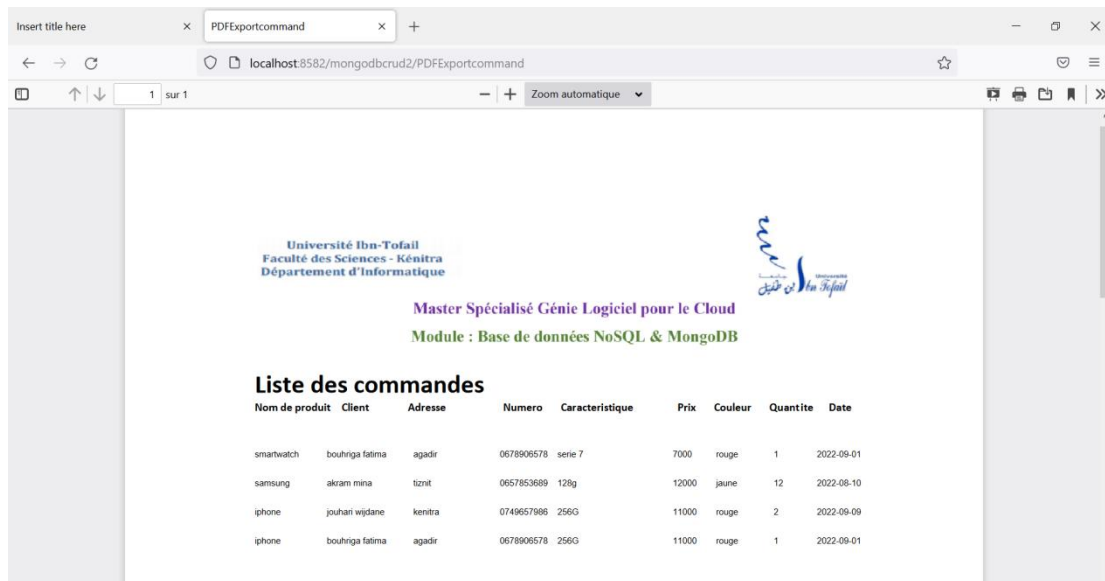 Insert title here
PDFExportcommand
localhost:8582/mongodbcrud2/PDFExportcommand
1 sur 1
Zoom automatique
Université Ibn-Tofail
Faculté des Sciences - Kénitra
Département d'Informatique
جامعة Université
ابن طفيل Ibn Tofail
Master Spécialisé Génie Logiciel pour le Cloud
Module : Base de données NoSQL & MongoDB
Liste des commandes
Nom de produit Client Adresse Numero Caracteristique Prix Couleur Quantite Date
smartwatch bouhriga fatima agadir 0678906578 serie 7 7000 rouge 1 2022-09-01
samsung akram mina tiznit 0657853689 128g 12000 jaune 12 2022-08-10
iphone jouhari wijdane kenitra 0749657986 256G 11000 rouge 2 2022-09-09
iphone bouhriga fatima agadir 0678906578 256G 11000 rouge 1 2022-09-01